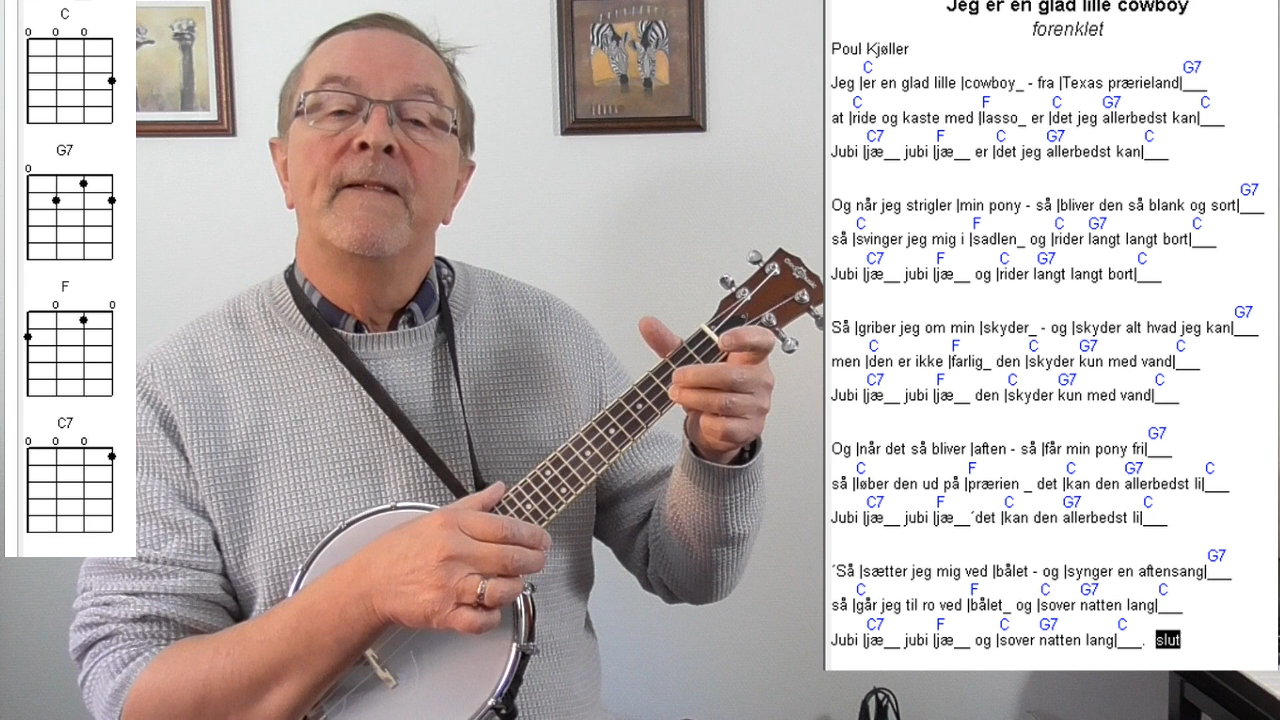 C
0 0 0
G7
0
F
0 0
C7
0 0 0
Jeg er en glad lille cowboy
forenklet
Poul Kjøller
C G7
Jeg |er en glad lille |cowboy_ - fra |Texas prærieland|___
C F C G7 C
at |ride og kaste med |lasso_ er |det jeg allerbedst kan|___
C7 F C G7 C
Jubi |jæ__ jubi |jæ__ er |det jeg allerbedst kan|___
G7
Og når jeg strigler |min pony - så |bliver den så blank og sort|___
C F C G7 C
så |svinger jeg mig i |sadlen_ og |rider langt langt bort|___
C7 F C G7 C
Jubi |jæ__ jubi |jæ__ og |rider langt langt bort|___
G7
Så |griber jeg om min |skyder_ - og |skyder alt hvad jeg kan|___
C F C G7 C
men |den er ikke |farlig_ den |skyder kun med vand|___
C7 F C G7 C
Jubi |jæ__ jubi |jæ__ den |skyder kun med vand|___
G7
Og |når det så bliver |aften - så |får min pony fri|___
C F C G7 C
så |løber den ud på |prærien _ det |kan den allerbedst li|___
C7 F C G7 C
Jubi |jæ__ jubi |jæ__´det |kan den allerbedst li|___
G7
´Så |sætter jeg mig ved |bålet - og |synger en aftensang|___
C F C G7 C
så |går jeg til ro ved |bålet_ og |sover natten lang|___
C7 F C G7 C
Jubi |jæ__ jubi |jæ__ og |sover natten lang|___. slut